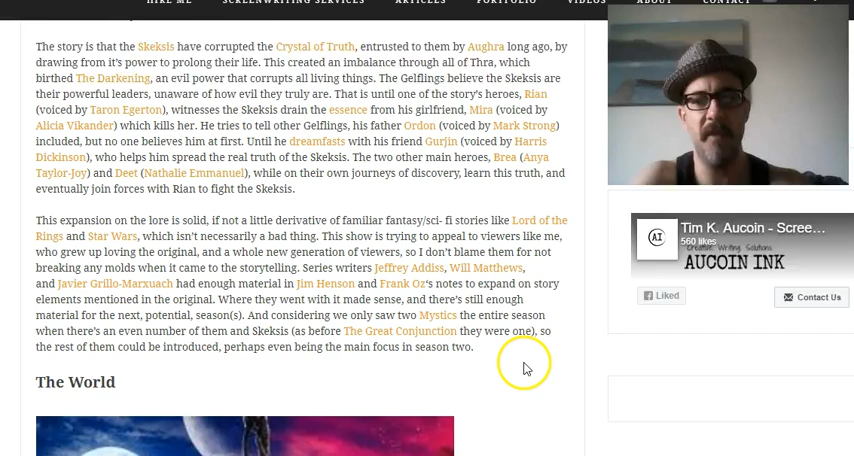 HIRE ME SCREENWRITING SERVICES ARTICLES PORTFOLIO VIDEOS ABOUT CONTACT
The story is that the Skeksis have corrupted the Crystal of Truth, entrusted to them by Aughra long ago, by
drawing from it's power to prolong their life. This created an imbalance through all of Thra, which
birthed The Darkening, an evil power that corrupts all living things. The Gelflings believe the Skeksis are
their powerful leaders, unaware of how evil they truly are. That is until one of the story's heroes, Rian
(voiced by Taron Egerton), witnesses the Skeksis drain the essence from his girlfriend, Mira (voiced by
Alicia Vikander) which kills her. He tries to tell other Gelflings, his father Ordon (voiced by Mark Strong)
included, but no one believes him at first. Until he dreamfasts with his friend Gurjin (voiced by Harris
Dickinson), who helps him spread the real truth of the Skeksis. The two other main heroes, Brea (Anya
Taylor-Joy) and Deet (Nathalie Emmanuel), while on their own journeys of discovery, learn this truth, and
eventually join forces with Rian to fight the Skeksis.
This expansion on the lore is solid, if not a little derivative of familiar fantasy/sci- fi stories like Lord of the
Rings and Star Wars, which isn't necessarily a bad thing. This show is trying to appeal to viewers like me,
who grew up loving the original, and a whole new generation of viewers, so I don't blame them for not
breaking any molds when it came to the storytelling. Series writers Jeffrey Addiss, Will Matthews,
and Javier Grillo-Marxuach had enough material in Jim Henson and Frank Oz's notes to expand on story
elements mentioned in the original. Where they went with it made sense, and there's still enough
material for the next, potential, season(s). And considering we only saw two Mystics the entire season
when there's an even number of them and Skeksis (as before The Great Conjunction they were one), so
the rest of them could be introduced, perhaps even being the main focus in season two.
The World
Tim K. Aucoin - Scree...
560 likes
AI
Creative Writing Solutions
AUCOIN INK
Liked
Contact Us